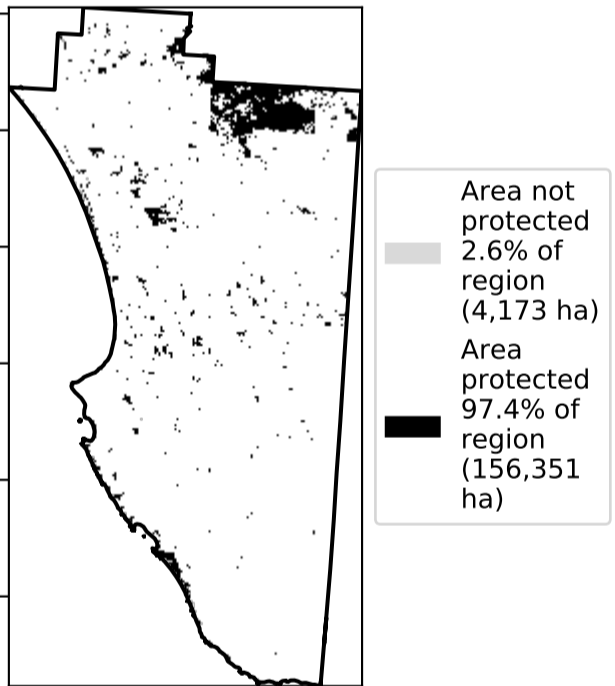 Area not
protected
2.6% of
region
(4,173 ha)
Area
protected
97.4% of
region
(156,351
ha)